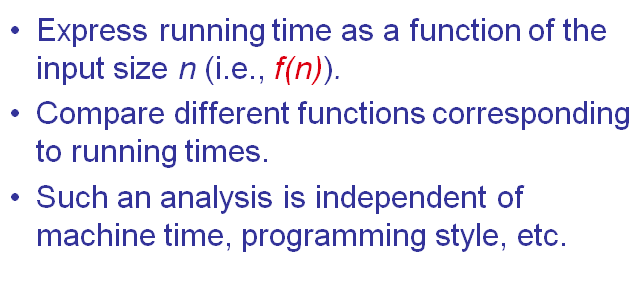 • Express running time as a function of the
input size n (i.e., f(n)).
• Compare different functions corresponding
to running times.
• Such an analysis is independent of
machine time, programming style, etc.